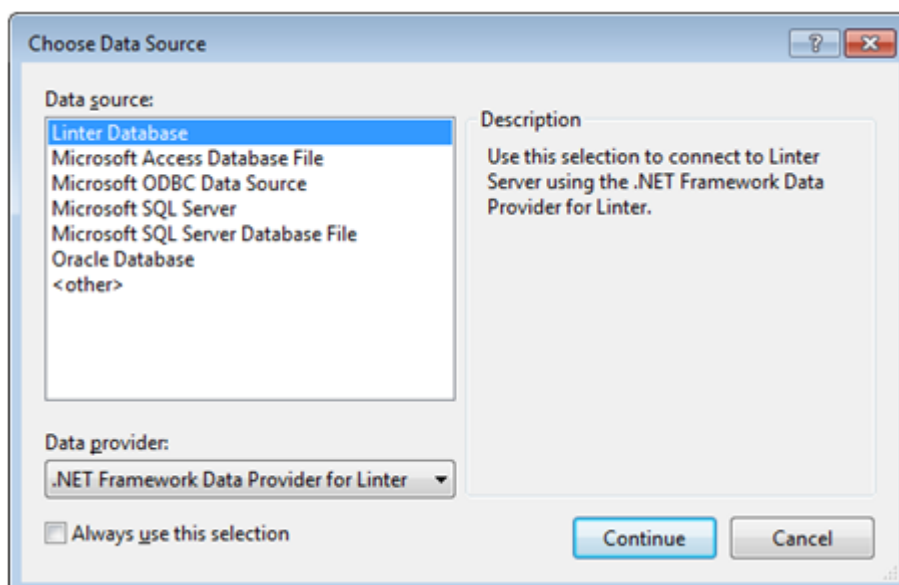 Choose Data Source
Data source:
Linter Database
Microsoft Access Database File
Microsoft ODBC Data Source
Microsoft SQL Server
Microsoft SQL Server Database File
Oracle Database
<other>
Description
Use this selection to connect to Linter
Server using the .NET Framework Data
Provider for Linter.
Data provider:
.NET Framework Data Provider for Linter
Always use this selection
Continue
Cancel